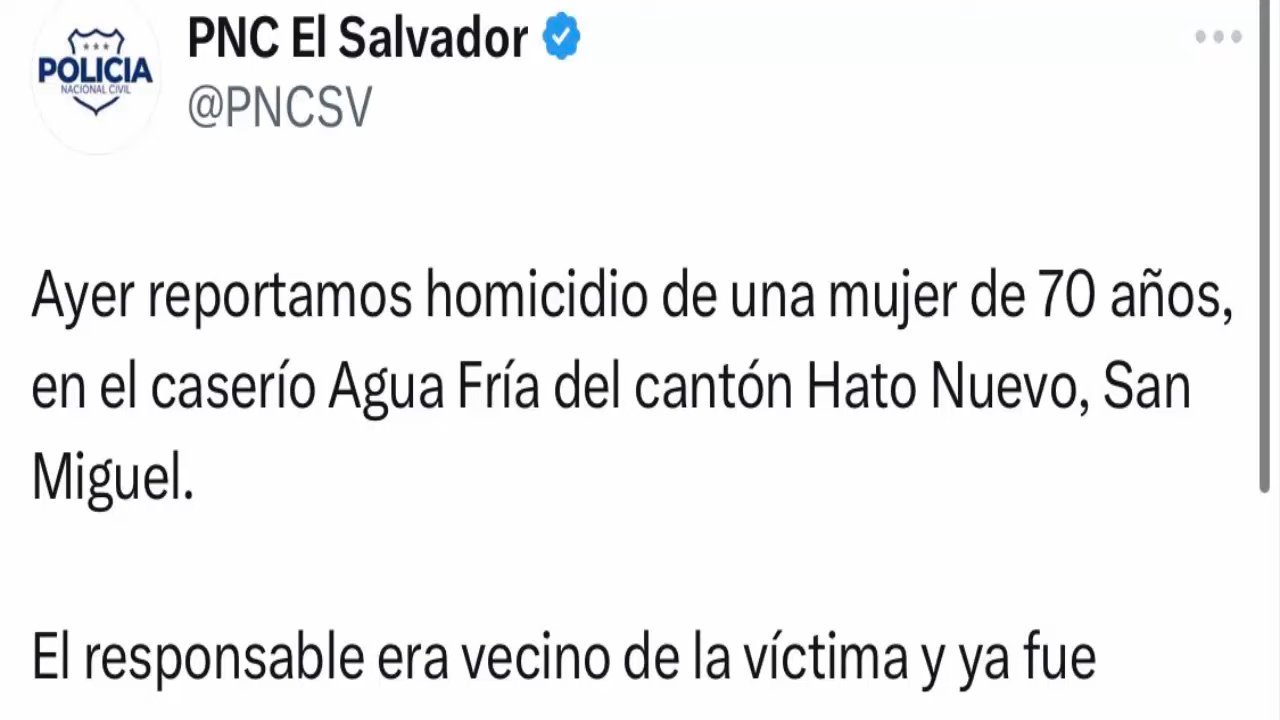 PNC El Salvador
@PNCSV
POLICIA
NACIONAL CIVIL
Ayer reportamos homicidio de una mujer de 70 años,
en el caserío Agua Fría del cantón Hato Nuevo, San
Miguel.
El responsable era vecino de la víctima y ya fue